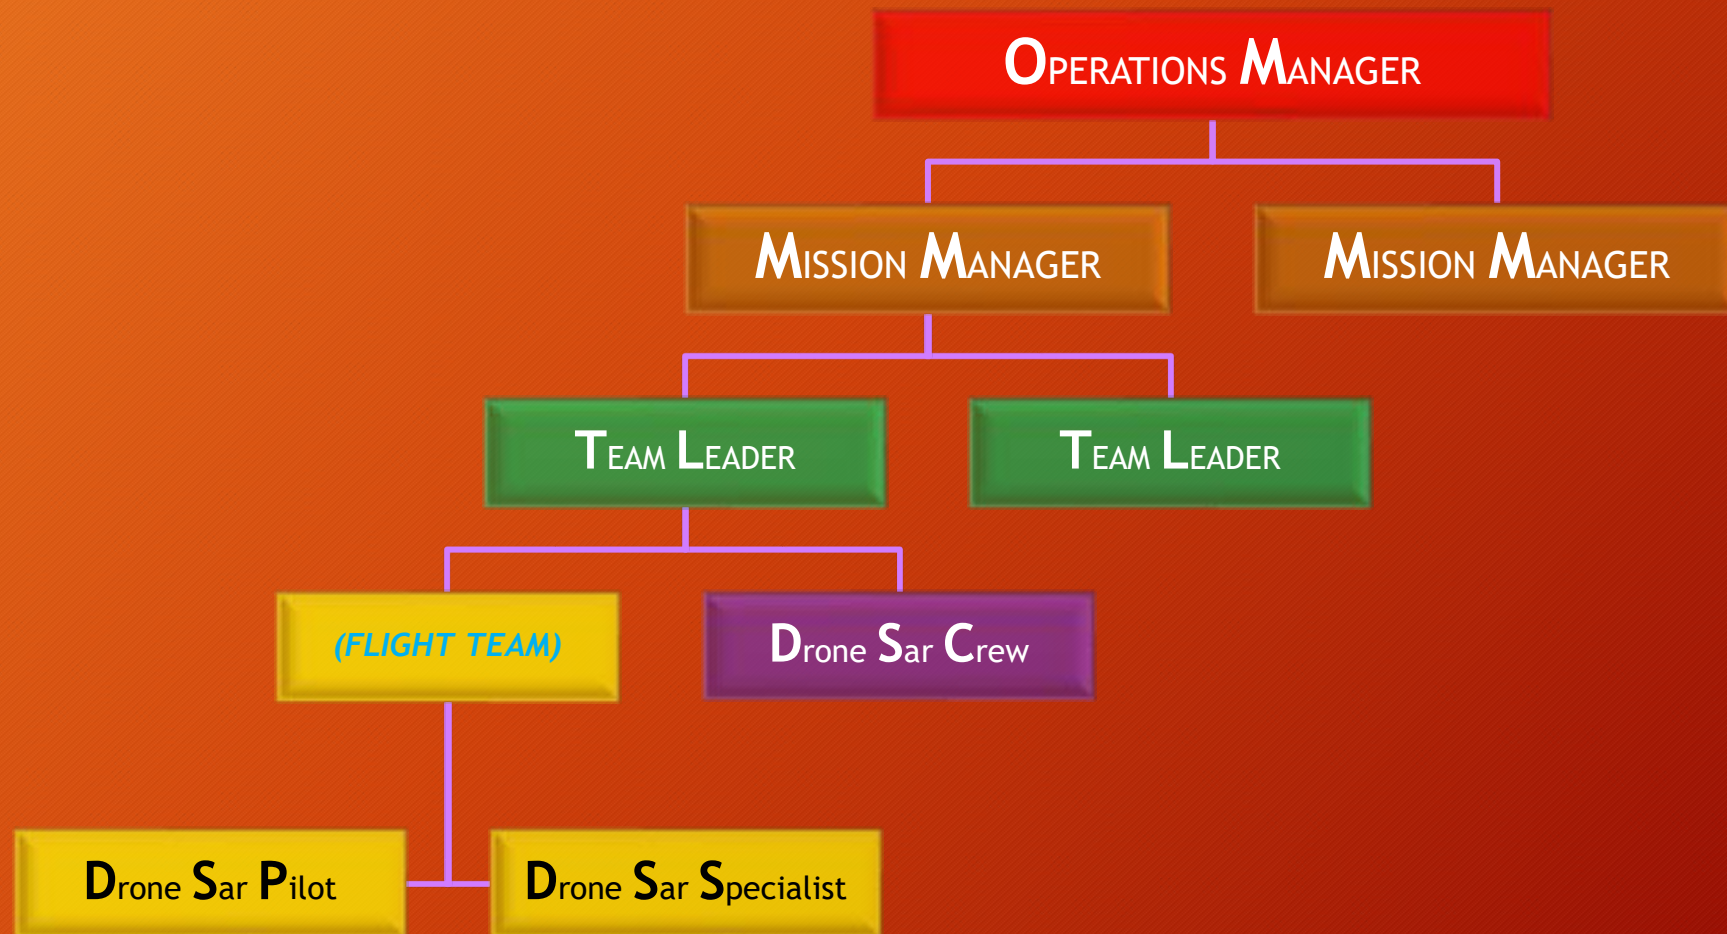 OPERATIONS MANAGER
MISSION MANAGER
MISSION MANAGER
TEAM LEADER
TEAM LEADER
(FLIGHT TEAM)
Drone Sar Crew
Drone Sar Pilot
Drone Sar Specialist